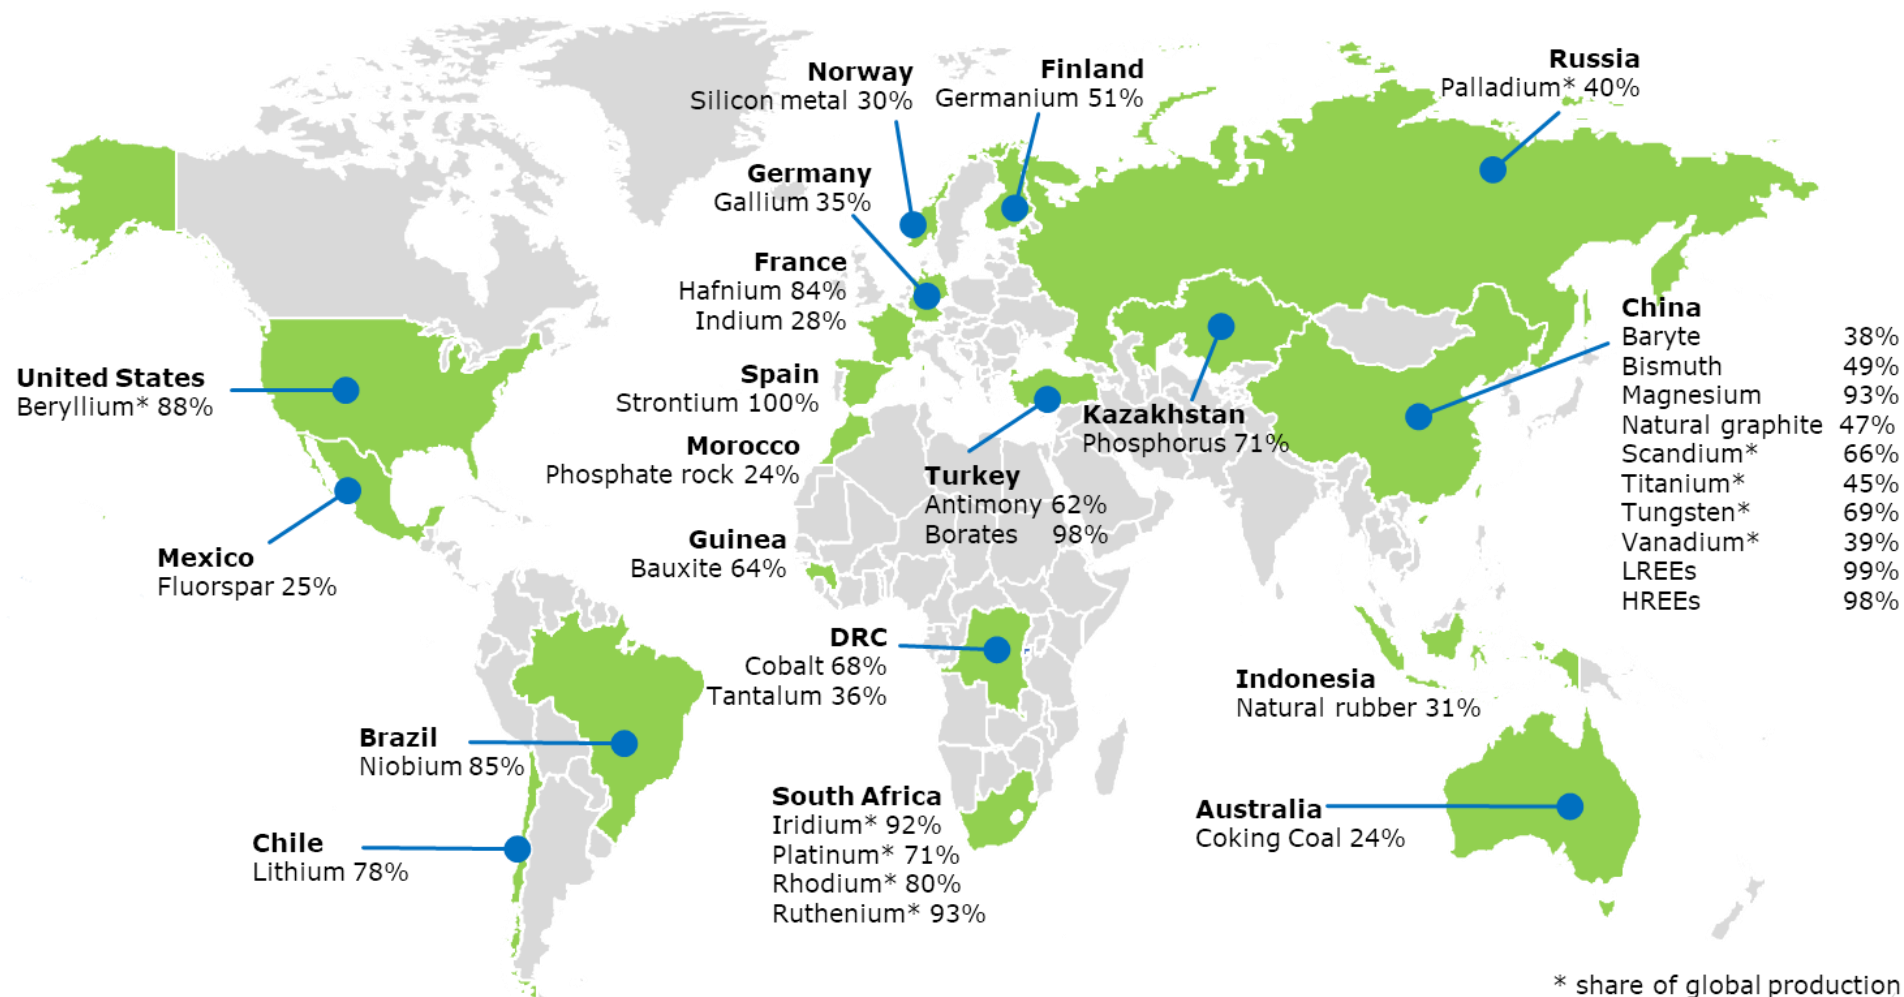 Norway
Silicon metal 30%
Finland
Germanium 51%
Russia
Palladium* 40%
Germany
Gallium 35%
France
Hafnium 84%
Indium 28%
China
Baryte 38%
Bismuth 49%
Magnesium 93%
Natural graphite 47%
Scandium* 66%
Titanium* 45%
Tungsten* 69%
Vanadium* 39%
LREEs 99%
HREEs 98%
United States
Beryllium* 88%
Spain
Strontium 100%
Kazakhstan
Phosphorus 71%
Morocco
Phosphate rock 24%
Turkey
Antimony 62%
Borates 98%
Mexico
Fluorspar 25%
Guinea
Bauxite 64%
DRC
Cobalt 68%
Tantalum 36%
Indonesia
Natural rubber 31%
Brazil
Niobium 85%
South Africa
Iridium* 92%
Platinum* 71%
Rhodium* 80%
Ruthenium* 93%
Australia
Coking Coal 24%
Chile
Lithium 78%
* share of global production